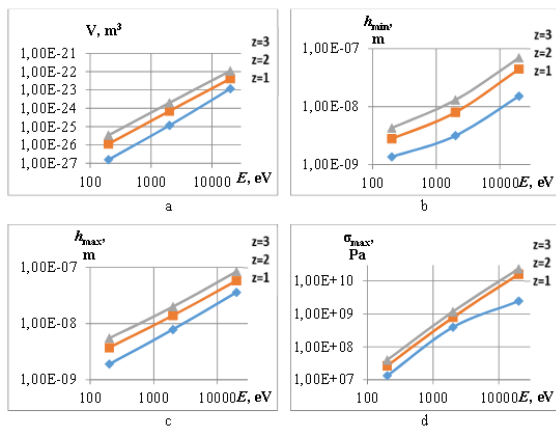 V, m³
z=3
z=2
z=1
1,00E-21
1,00E-22
1,00E-23
1,00E-24
1,00E-25
1,00E-26
1,00E-27
100 1000 10000 E, eV
a
hmin,
m
z=3
z=2
z=1
1,00E-07
1,00E-08
1,00E-09
100 1000 10000 E, eV
b
hmax,
m
z=3
z=2
z=1
1,00E-07
1,00E-08
1,00E-09
100 1000 10000 E, eV
c
σmax,
Pa
z=3
z=2
z=1
1,00E+10
1,00E+09
1,00E+08
1,00E+07
100 1000 10000 E, eV
d